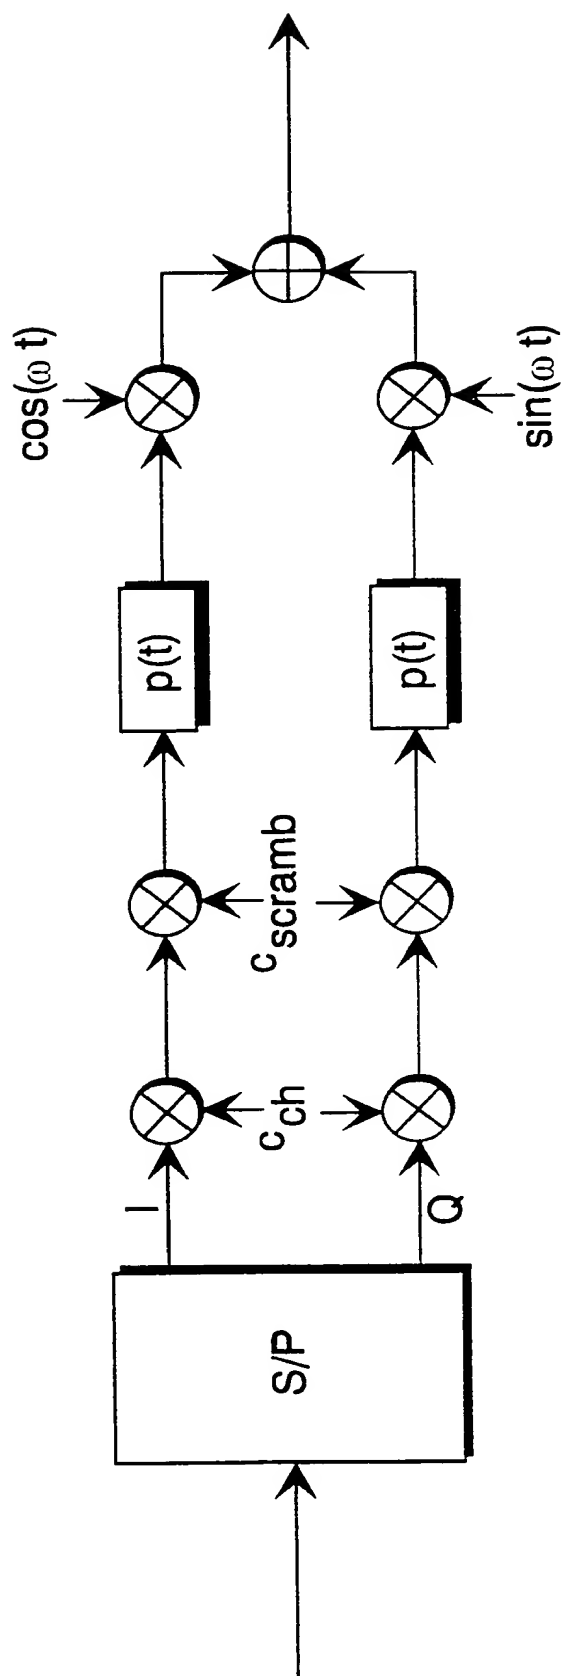 S/P
I
Q
c_ch
c_scramb
p(t)
p(t)
cos(ω t)
sin(ω t)